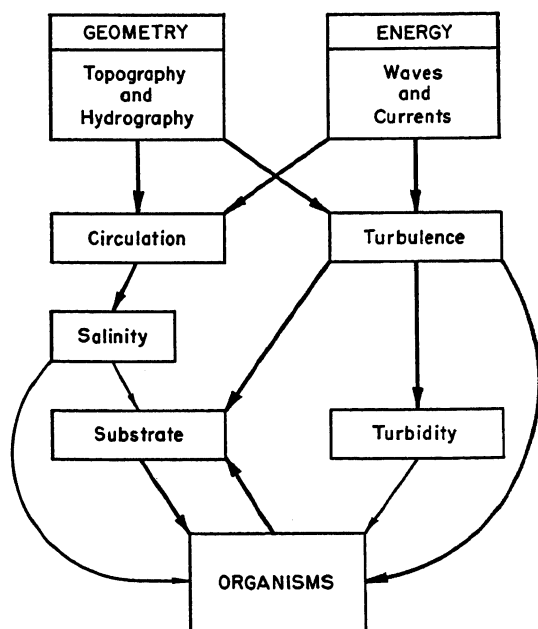 GEOMETRY
Topography
and
Hydrography
ENERGY
Waves
and
Currents
Circulation
Turbulence
Salinity
Substrate
Turbidity
ORGANISMS